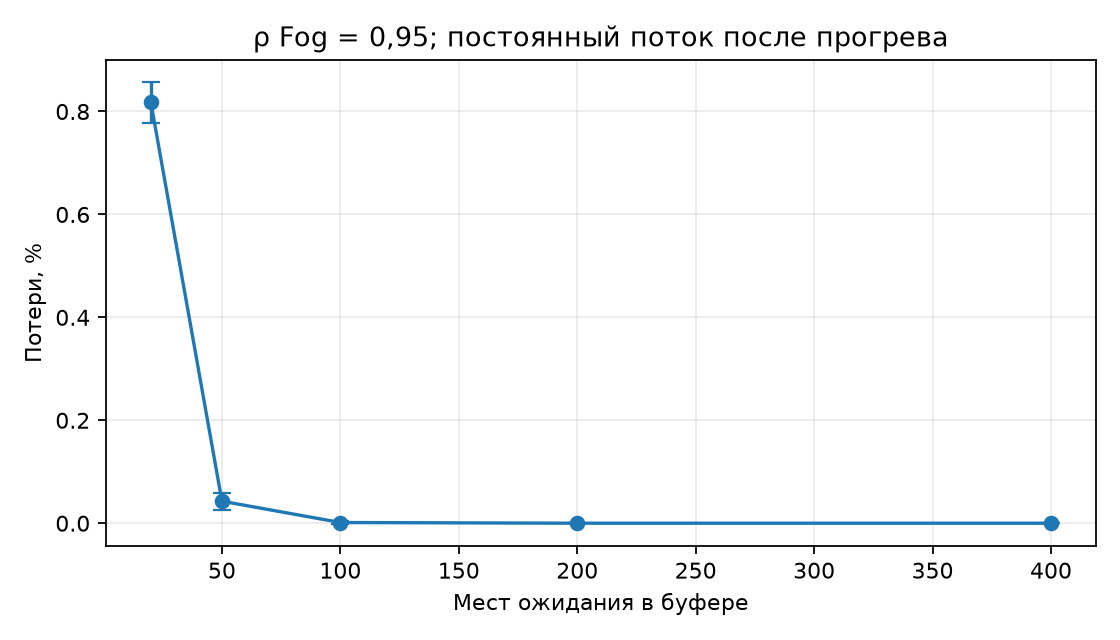 ρ Fog = 0,95; постоянный поток после прогрева
Потери, %
0.8
0.6
0.4
0.2
0.0
50 100 150 200 250 300 350 400
Мест ожидания в буфере